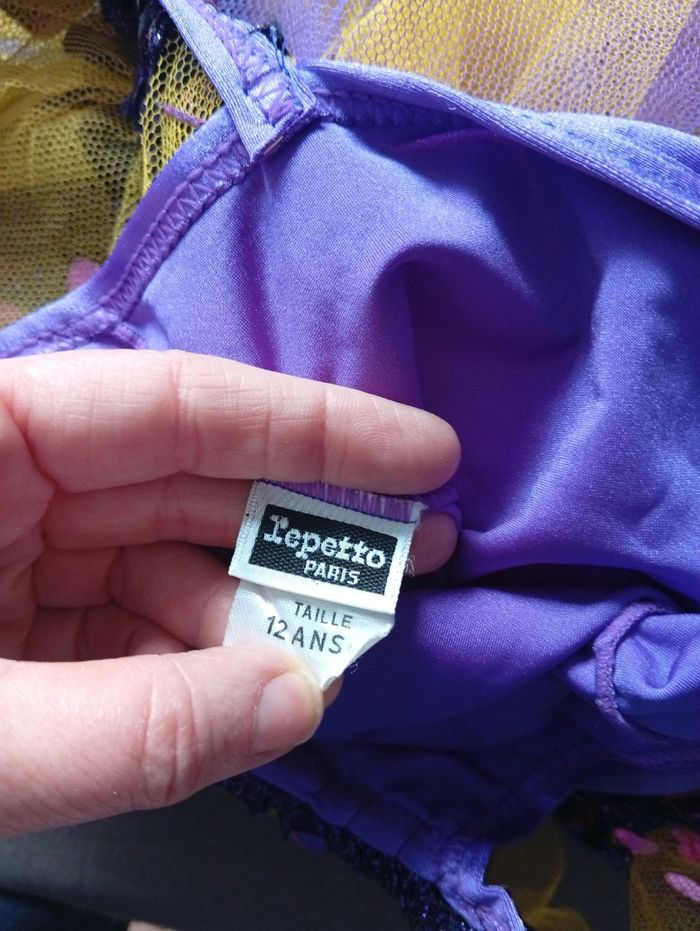 repetto
PARIS
TAILLE
12 ANS